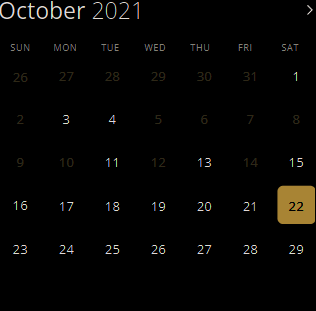 October 2021 >
SUN MON TUE WED THU FRI SAT
26 27 28 29 30 31 1
2 3 4 5 6 7 8
9 10 11 12 13 14 15
16 17 18 19 20 21 22
23 24 25 26 27 28 29